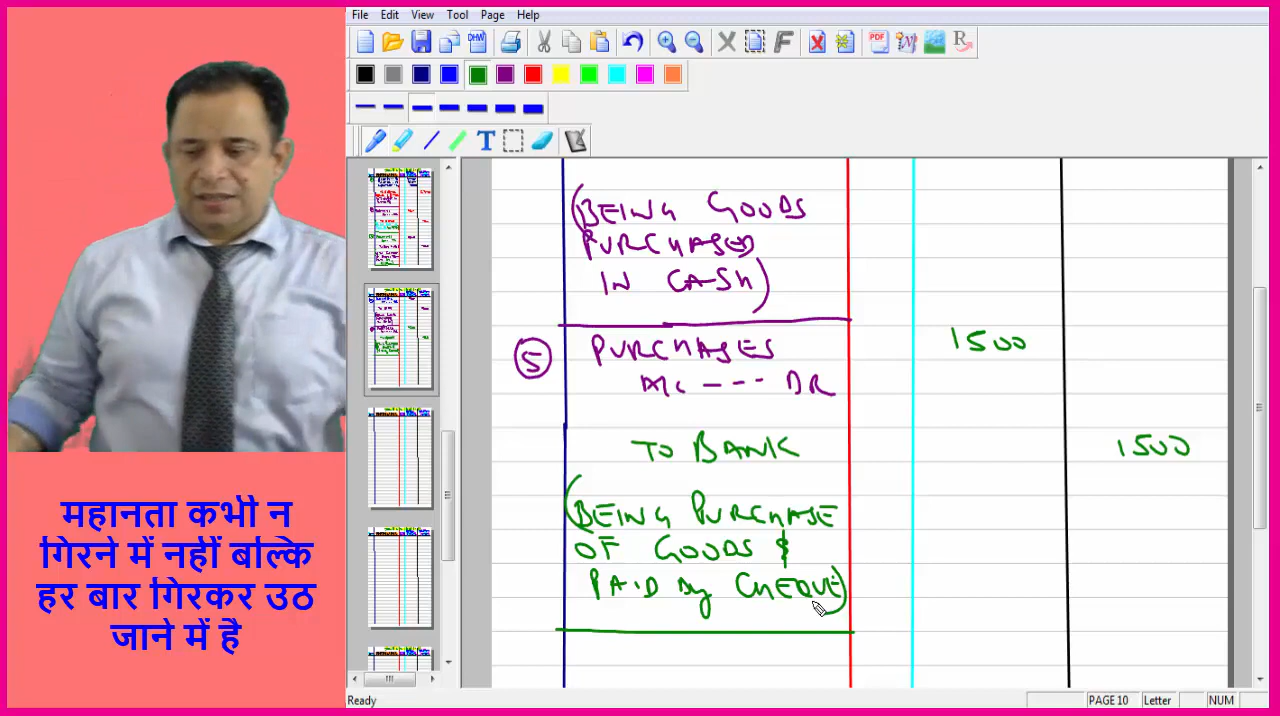 File Edit View Tool Page Help
(BEING GOODS
PURCHASED
IN CASH)
5 PURCHASES 1500
A/C --- DR
TO BANK 1500
(BEING PURCHASE
OF GOODS &
PAID By CHEQUE)
महानता कभी न
गिरने में नहीं बल्कि
हर बार गिरकर उठ
जाने में है
Ready PAGE 10 Letter NUM